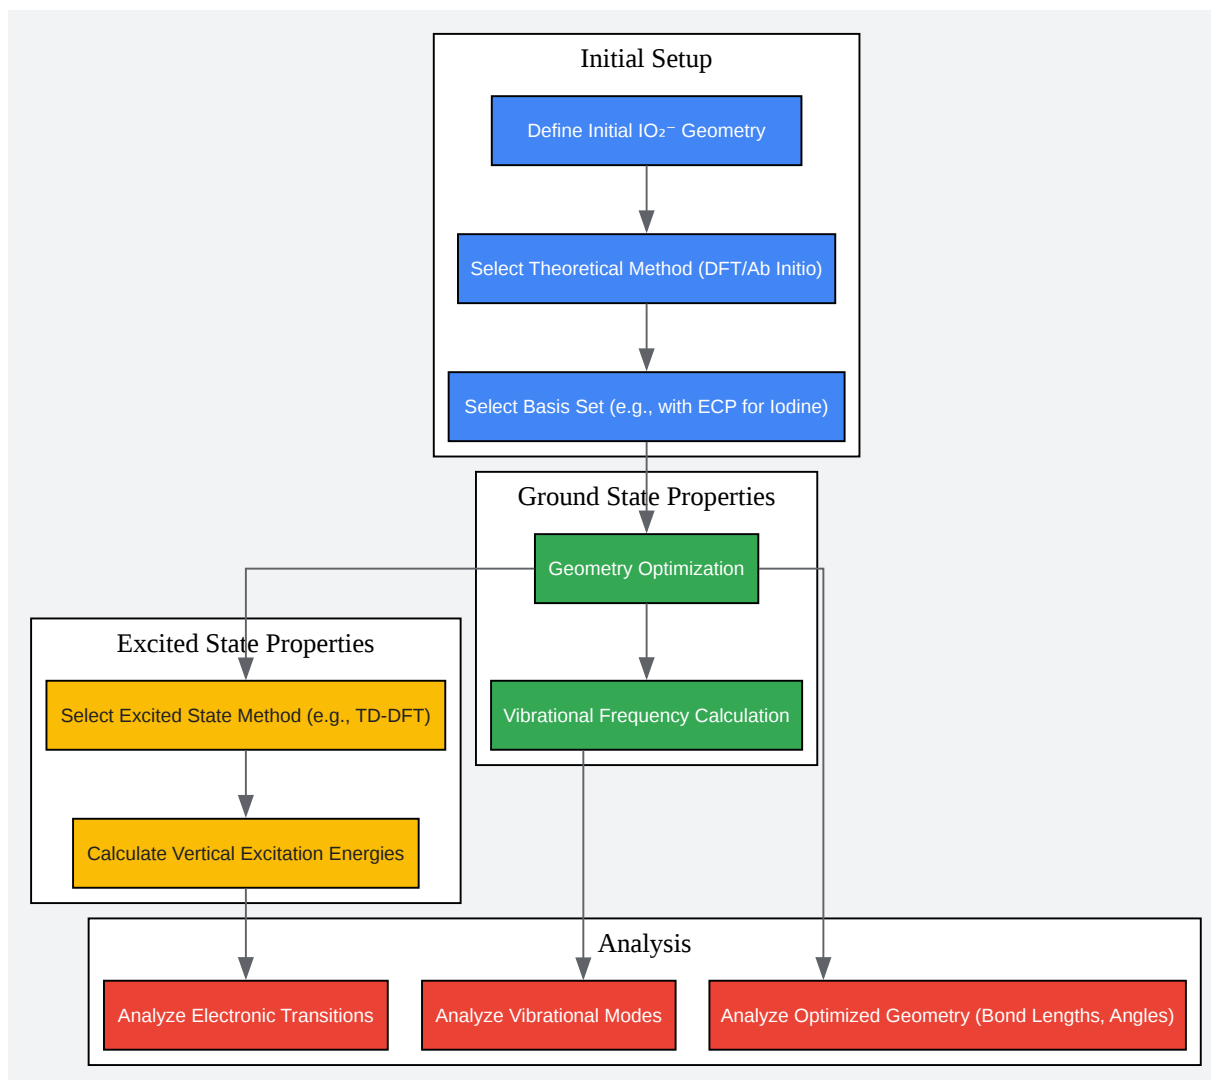 Initial Setup
Define Initial IO₂⁻ Geometry
Select Theoretical Method (DFT/Ab Initio)
Select Basis Set (e.g., with ECP for Iodine)
Ground State Properties
Geometry Optimization
Vibrational Frequency Calculation
Excited State Properties
Select Excited State Method (e.g., TD-DFT)
Calculate Vertical Excitation Energies
Analysis
Analyze Electronic Transitions
Analyze Vibrational Modes
Analyze Optimized Geometry (Bond Lengths, Angles)